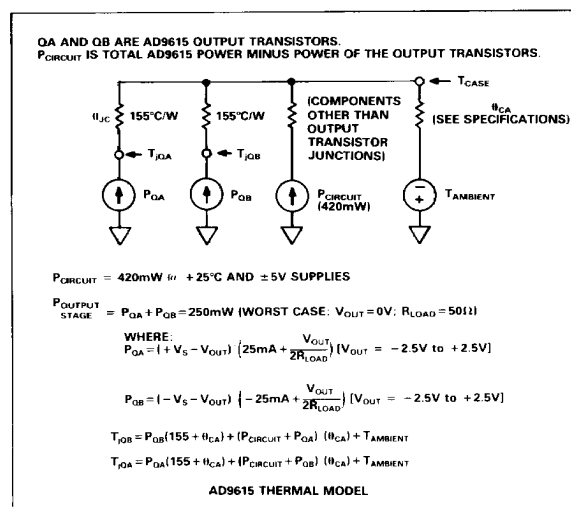 QA AND QB ARE AD9615 OUTPUT TRANSISTORS.
PCIRCUIT IS TOTAL AD9615 POWER MINUS POWER OF THE OUTPUT TRANSISTORS.
TCASE
θJC 155°C/W 155°C/W (COMPONENTS OTHER THAN OUTPUT TRANSISTOR JUNCTIONS) θCA (SEE SPECIFICATIONS)
TjQA TjQB
PQA PQB PCIRCUIT (420mW) TAMBIENT
PCIRCUIT = 420mW @ +25°C AND ±5V SUPPLIES
POUTPUT STAGE = PQA + PQB = 250mW (WORST CASE: VOUT = 0V; RLOAD = 50Ω)
WHERE:
PQA = (+VS − VOUT) (25mA + VOUT/2RLOAD) [VOUT = −2.5V to +2.5V]
PQB = (−VS − VOUT) (−25mA + VOUT/2RLOAD) [VOUT = −2.5V to +2.5V]
TjQB = PQB(155 + θCA) + (PCIRCUIT + PQA) (θCA) + TAMBIENT
TjQA = PQA(155 + θCA) + (PCIRCUIT + PQB) (θCA) + TAMBIENT
AD9615 THERMAL MODEL